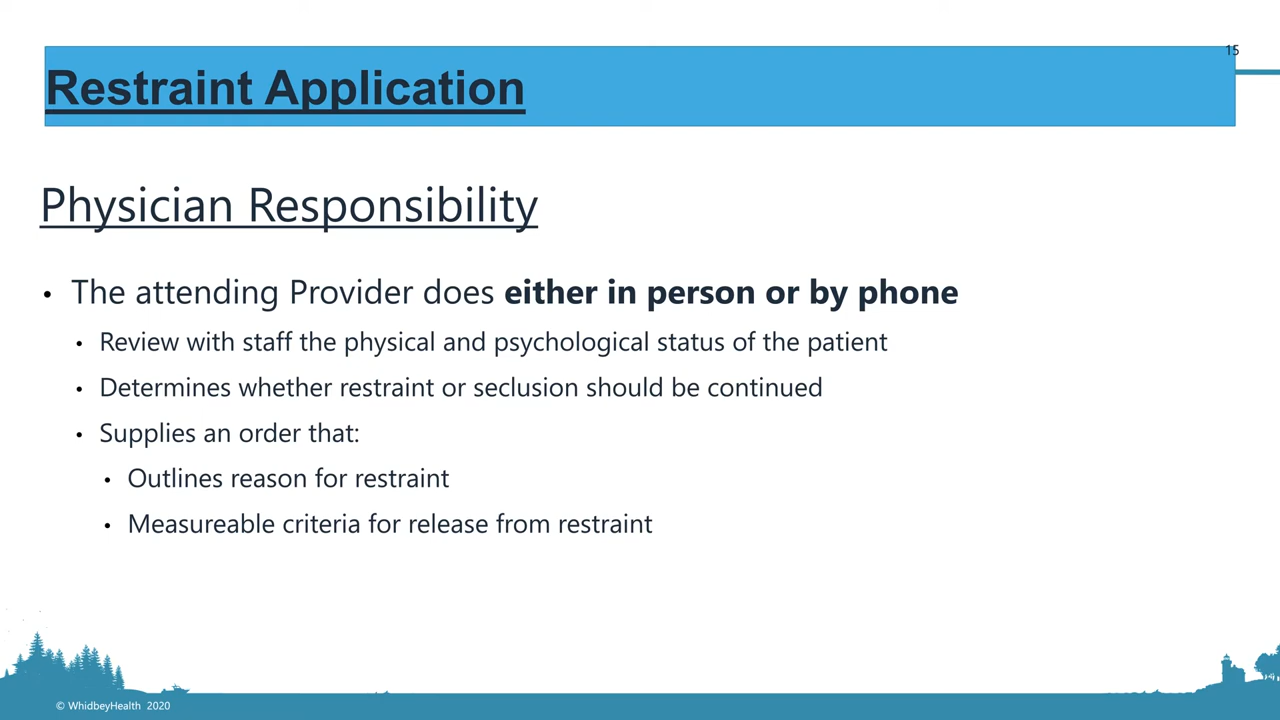 15
Restraint Application
Physician Responsibility
• The attending Provider does either in person or by phone
• Review with staff the physical and psychological status of the patient
• Determines whether restraint or seclusion should be continued
• Supplies an order that:
• Outlines reason for restraint
• Measureable criteria for release from restraint
© WhidbeyHealth 2020